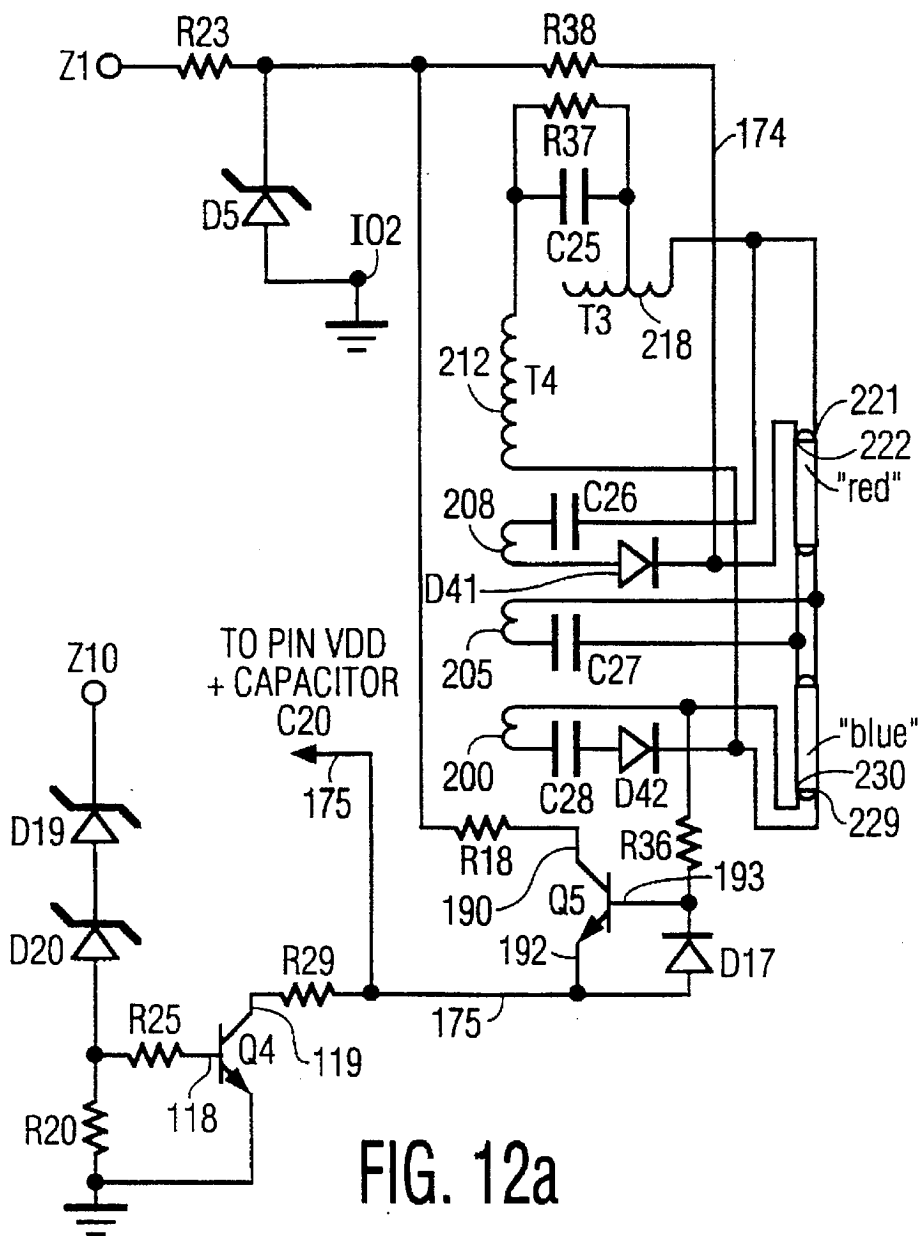 R23
R38
Z1
R37
174
D5
C25
I02
T3
218
212
T4
221
222
"red"
C26
208
D41
TO PIN VDD
+ CAPACITOR
C20
205
C27
Z10
200
"blue"
230
175
C28
D42
229
D19
R18
R36
190
Q5
193
D20
192
D17
R29
175
R25
Q4
119
118
R20
FIG. 12a